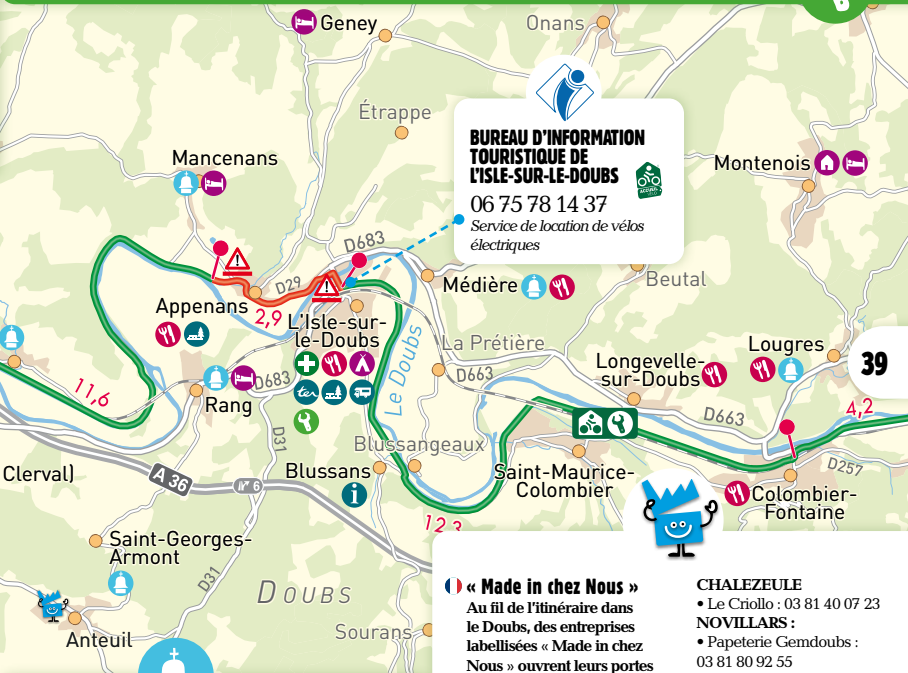 Geney
Onans
Étrappe
BUREAU D'INFORMATION
TOURISTIQUE DE
L'ISLE-SUR-LE-DOUBS
ACCUEIL
06 75 78 14 37
Service de location de vélos
électriques
Mancenans
Montenois
D683
D29
Appenans
2,9
L'Isle-sur-
le-Doubs
ter
Médière
Beutal
La Prétière
Le Doubs
D663
Longevelle-
sur-Doubs
Lougres
39
11,6
Rang
D683
D31
D663
4,2
Blussangeaux
Blussans
i
Saint-Maurice-
Colombier
D257
Colombier-
Fontaine
Clerval)
A 36
6
12,3
Saint-Georges-
Armont
D31
DOUBS
Anteuil
Sourans
« Made in chez Nous »
Au fil de l'itinéraire dans
le Doubs, des entreprises
labellisées « Made in chez
Nous » ouvrent leurs portes
CHALEZEULE
• Le Criollo : 03 81 40 07 23
NOVILLARS :
• Papeterie Gemdoubs :
03 81 80 92 55